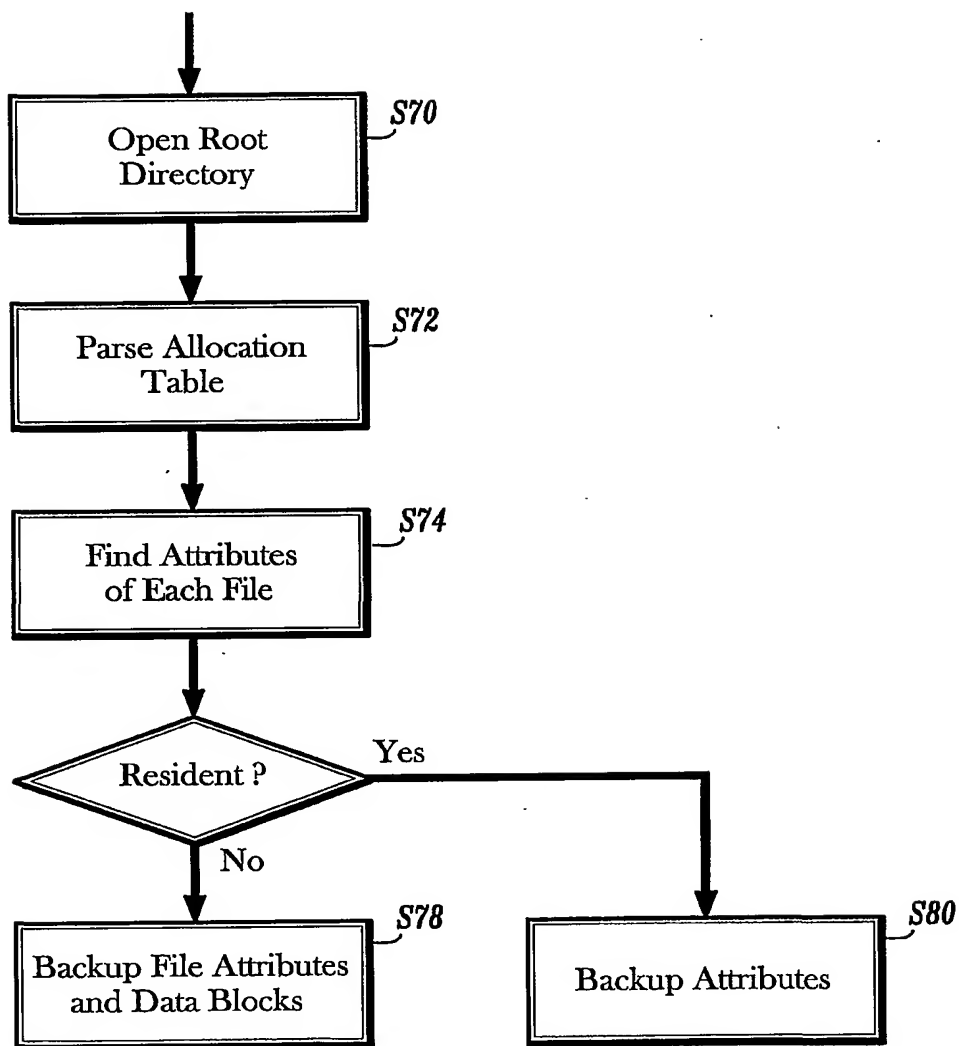 S70
Open Root
Directory
S72
Parse Allocation
Table
S74
Find Attributes
of Each File
Resident ?
Yes
No
S78
Backup File Attributes
and Data Blocks
S80
Backup Attributes